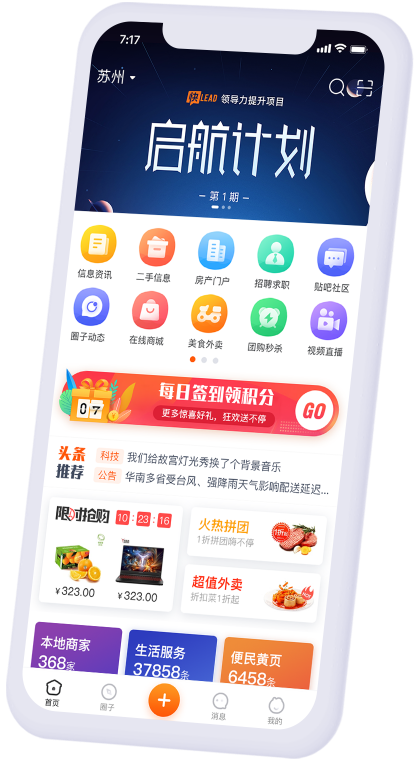 7:17
苏州
快LEAD 领导力提升项目
启航计划
第 1 期
信息资讯 二手信息 房产门户 招聘求职 贴吧社区
圈子动态 在线商城 美食外卖 团购秒杀 视频直播
07 每日签到领积分 GO
更多惊喜好礼，狂欢送不停
头条 科技 我们给故宫灯光秀换了个背景音乐
推荐 公告 华南多省受台风、强降雨天气影响配送延迟...
限时抢购 10 : 23 : 16
¥323.00 ¥323.00
火热拼团
1折拼团嗨不停
超值外卖
折扣菜1折起
本地商家 生活服务 便民黄页
368家 37858条 6458条
首页 圈子 消息 我的